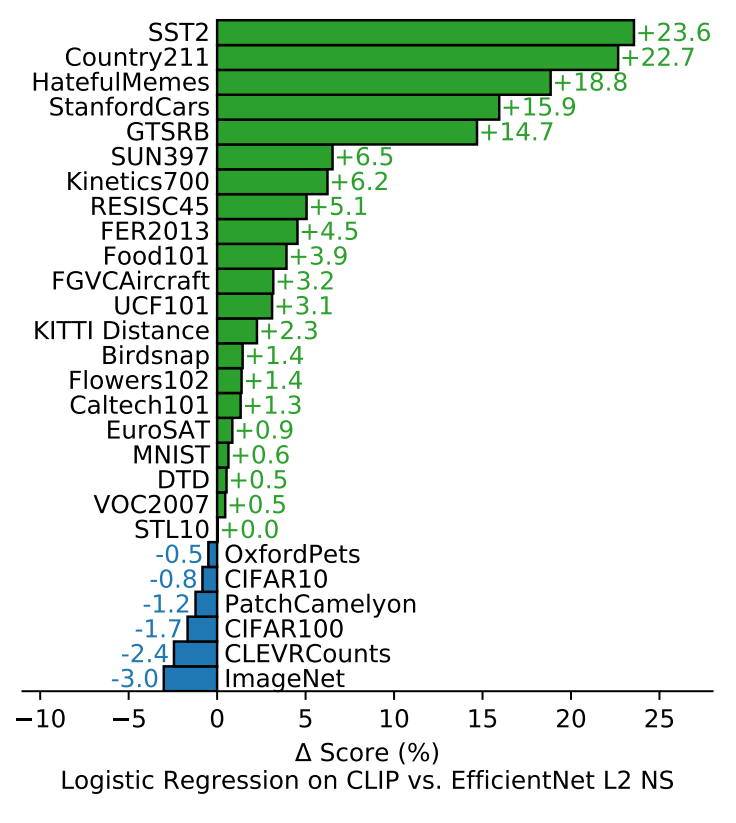 SST2 +23.6
Country211 +22.7
HatefulMemes +18.8
StanfordCars +15.9
GTSRB +14.7
SUN397 +6.5
Kinetics700 +6.2
RESISC45 +5.1
FER2013 +4.5
Food101 +3.9
FGVCAircraft +3.2
UCF101 +3.1
KITTI Distance +2.3
Birdsnap +1.4
Flowers102 +1.4
Caltech101 +1.3
EuroSAT +0.9
MNIST +0.6
DTD +0.5
VOC2007 +0.5
STL10 +0.0
-0.5 OxfordPets
-0.8 CIFAR10
-1.2 PatchCamelyon
-1.7 CIFAR100
-2.4 CLEVRCounts
-3.0 ImageNet
−10 −5 0 5 10 15 20 25
Δ Score (%)
Logistic Regression on CLIP vs. EfficientNet L2 NS